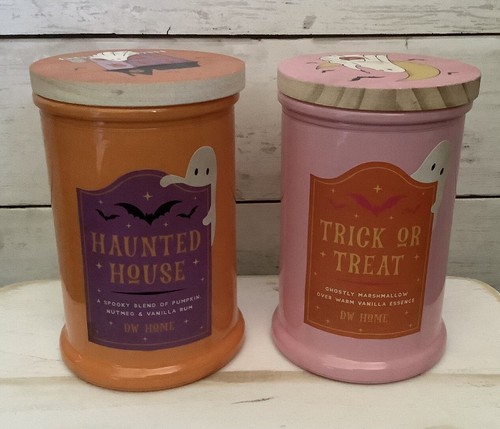 HAUNTED
HOUSE
A SPOOKY BLEND OF PUMPKIN
NUTMEG & VANILLA RUM
DW HOME
TRICK OR
TREAT
GHOSTLY MARSHMALLOW
OVER WARM VANILLA ESSENCE
DW HOME